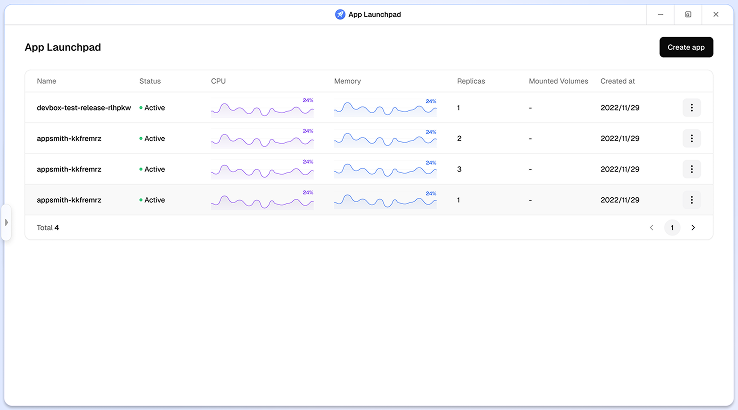 App Launchpad
App Launchpad
Create app
Name Status CPU Memory Replicas Mounted Volumes Created at
devbox-test-release-rlhpkw Active 24% 24% 1 - 2022/11/29
appsmith-kkfremrz Active 24% 24% 2 - 2022/11/29
appsmith-kkfremrz Active 24% 24% 3 - 2022/11/29
appsmith-kkfremrz Active 24% 24% 1 - 2022/11/29
Total 4
1